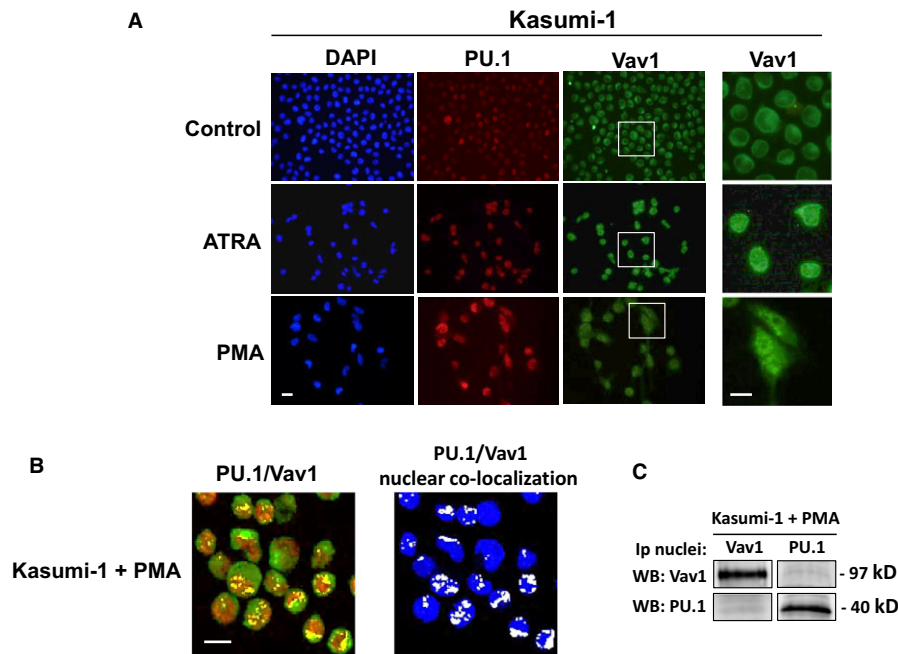 A
Kasumi-1
DAPI PU.1 Vav1 Vav1
Control
ATRA
PMA
B
PU.1/Vav1
PU.1/Vav1
nuclear co-localization
Kasumi-1 + PMA
C
Kasumi-1 + PMA
Ip nuclei: Vav1 PU.1
WB: Vav1 - 97 kD
WB: PU.1 - 40 kD